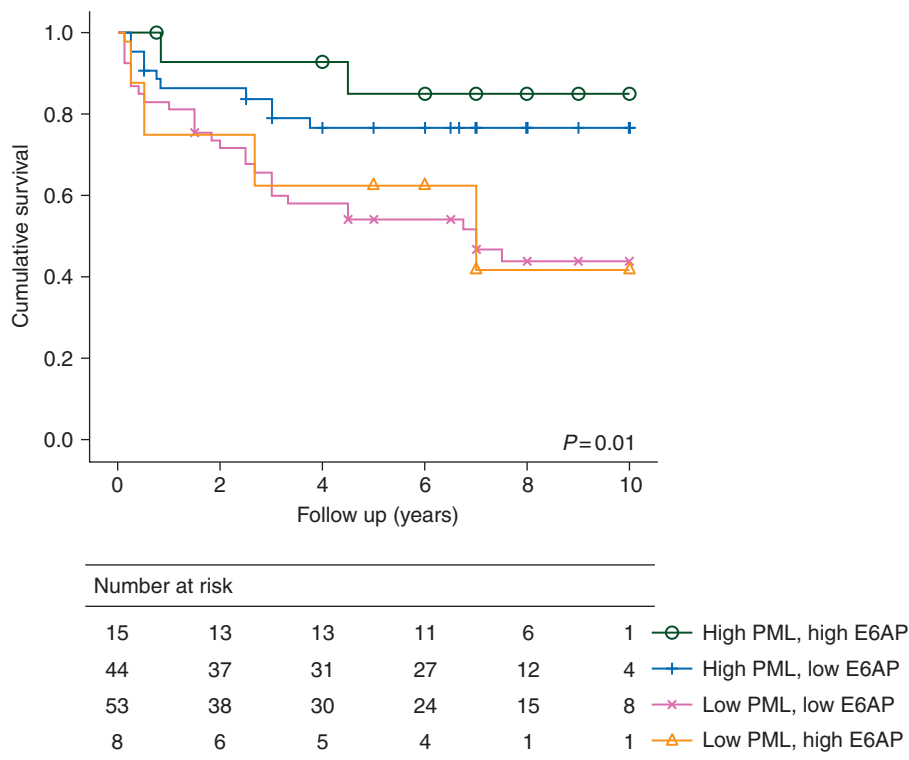 1.0
0.8
0.6
0.4
0.2
0.0
Cumulative survival
P=0.01
0 2 4 6 8 10
Follow up (years)
Number at risk
15 13 13 11 6 1 High PML, high E6AP
44 37 31 27 12 4 High PML, low E6AP
53 38 30 24 15 8 Low PML, low E6AP
8 6 5 4 1 1 Low PML, high E6AP